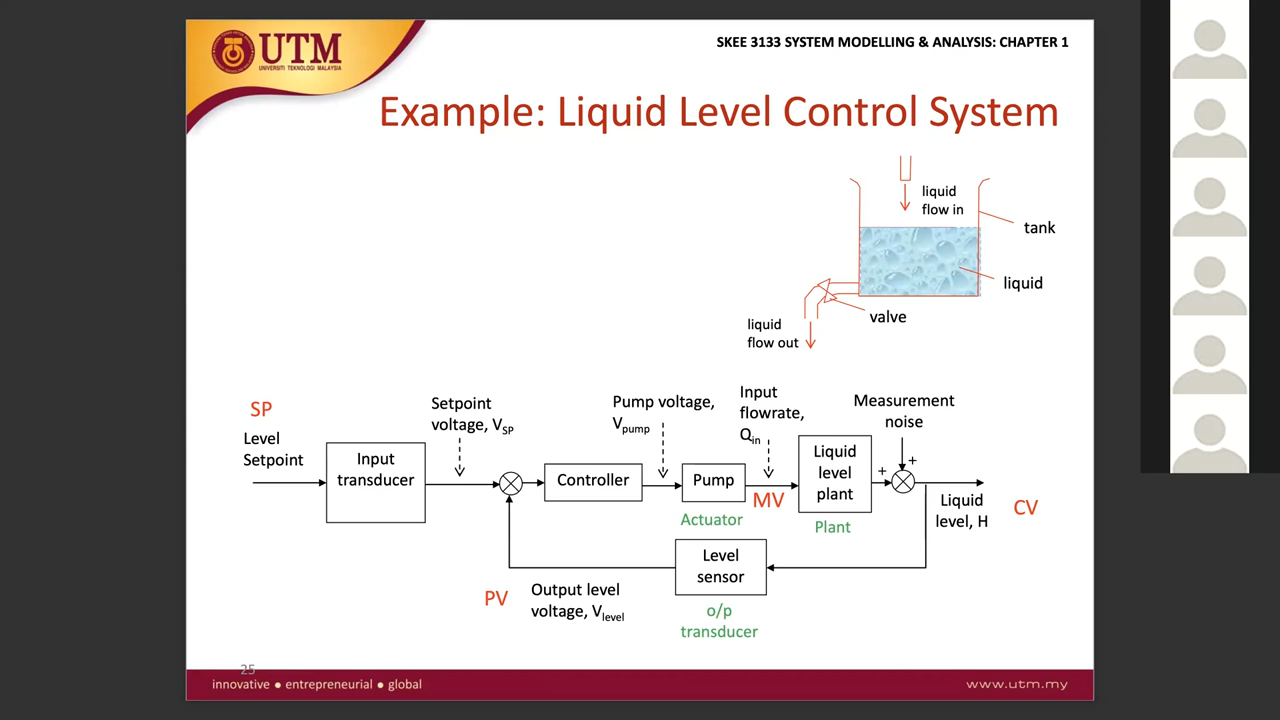 UTM
UNIVERSITI TEKNOLOGI MALAYSIA
SKEE 3133 SYSTEM MODELLING & ANALYSIS: CHAPTER 1
Example: Liquid Level Control System
liquid
flow in
tank
liquid
valve
liquid
flow out
SP
Level
Setpoint
Input
transducer
Setpoint
voltage, VSP
Controller
Pump voltage,
Vpump
Pump
Actuator
Input
flowrate,
Qin
MV
Liquid
level
plant
Plant
Measurement
noise
+
+
Liquid
level, H
CV
Level
sensor
o/p
transducer
PV
Output level
voltage, Vlevel
25
innovative ● entrepreneurial ● global
www.utm.my